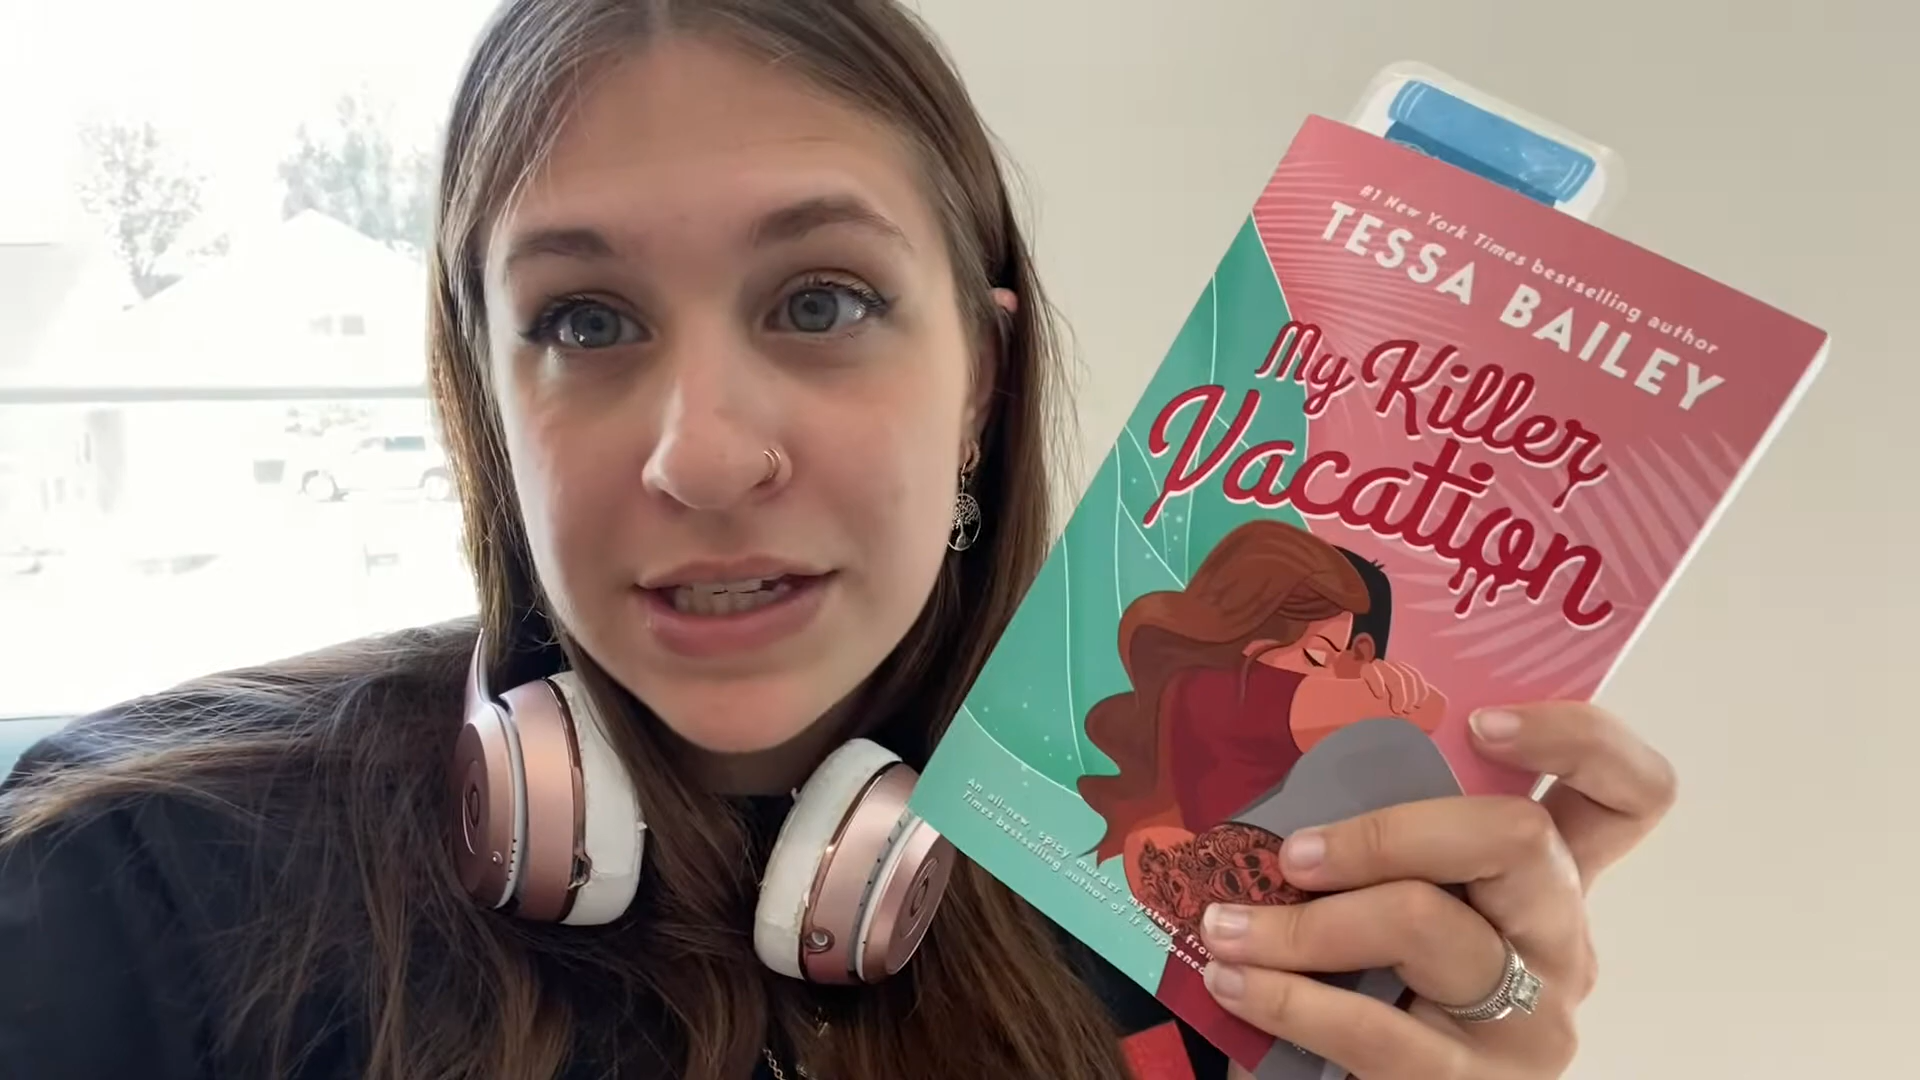 #1 New York Times bestselling author
TESSA BAILEY
My Killer
Vacation
An all-new, spicy murder mystery from
Times bestselling author of It Happened